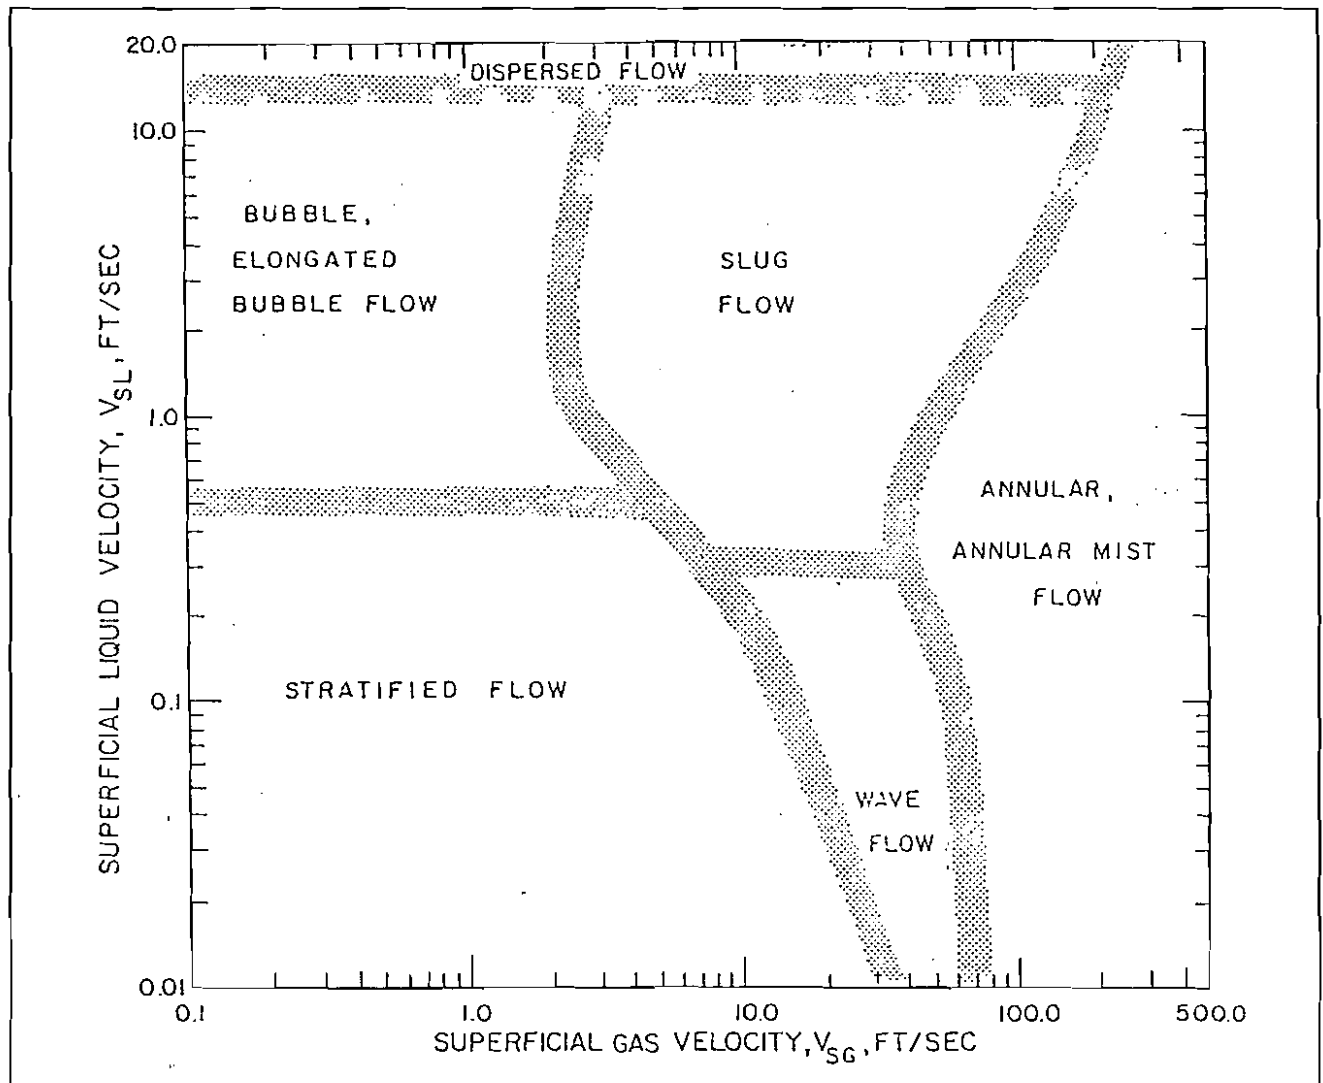 20.0
DISPERSED FLOW
10.0
BUBBLE,
ELONGATED
BUBBLE FLOW
SLUG
FLOW
1.0
ANNULAR,
ANNULAR MIST
FLOW
STRATIFIED FLOW
0.1
WAVE
FLOW
0.01
0.1
1.0
10.0
100.0
500.0
SUPERFICIAL LIQUID VELOCITY, V_SL, FT/SEC
SUPERFICIAL GAS VELOCITY, V_SG, FT/SEC